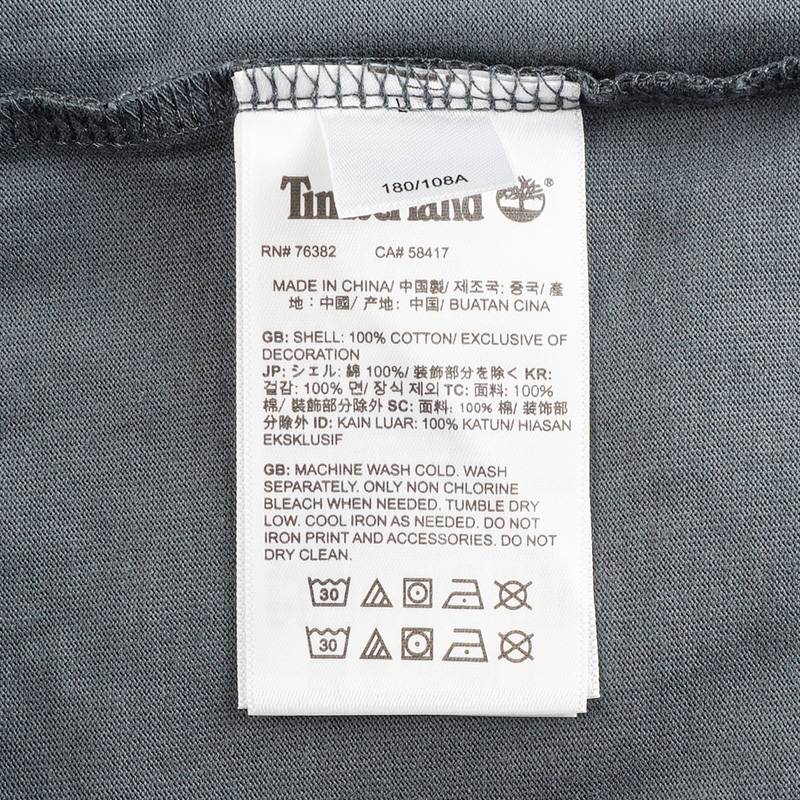 180/108A
Timberland ®
RN# 76382 CA# 58417
MADE IN CHINA/ 中国製/ 제조국: 중국/ 產
地：中國/ 产地: 中国/ BUATAN CINA
GB: SHELL: 100% COTTON/ EXCLUSIVE OF
DECORATION
JP: シェル: 綿 100%/ 装飾部分を除く KR:
겉감: 100% 면/ 장식 제외 TC: 面料: 100%
棉/ 裝飾部分除外 SC: 面料: 100% 棉/ 装饰部
分除外 ID: KAIN LUAR: 100% KATUN/ HIASAN
EKSKLUSIF
GB: MACHINE WASH COLD. WASH
SEPARATELY. ONLY NON CHLORINE
BLEACH WHEN NEEDED. TUMBLE DRY
LOW. COOL IRON AS NEEDED. DO NOT
IRON PRINT AND ACCESSORIES. DO NOT
DRY CLEAN.
30
30